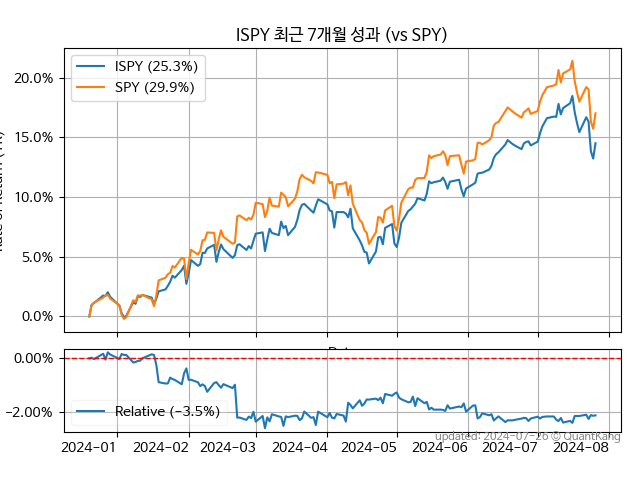 ISPY 최근 7개월 성과 (vs SPY)
ISPY (25.3%)
SPY (29.9%)
20.0%
15.0%
10.0%
5.0%
0.0%
0.00%
−2.00%
Relative (−3.5%)
updated: 2024-07-26 © QuantKang
2024-01 2024-02 2024-03 2024-04 2024-05 2024-06 2024-07 2024-08